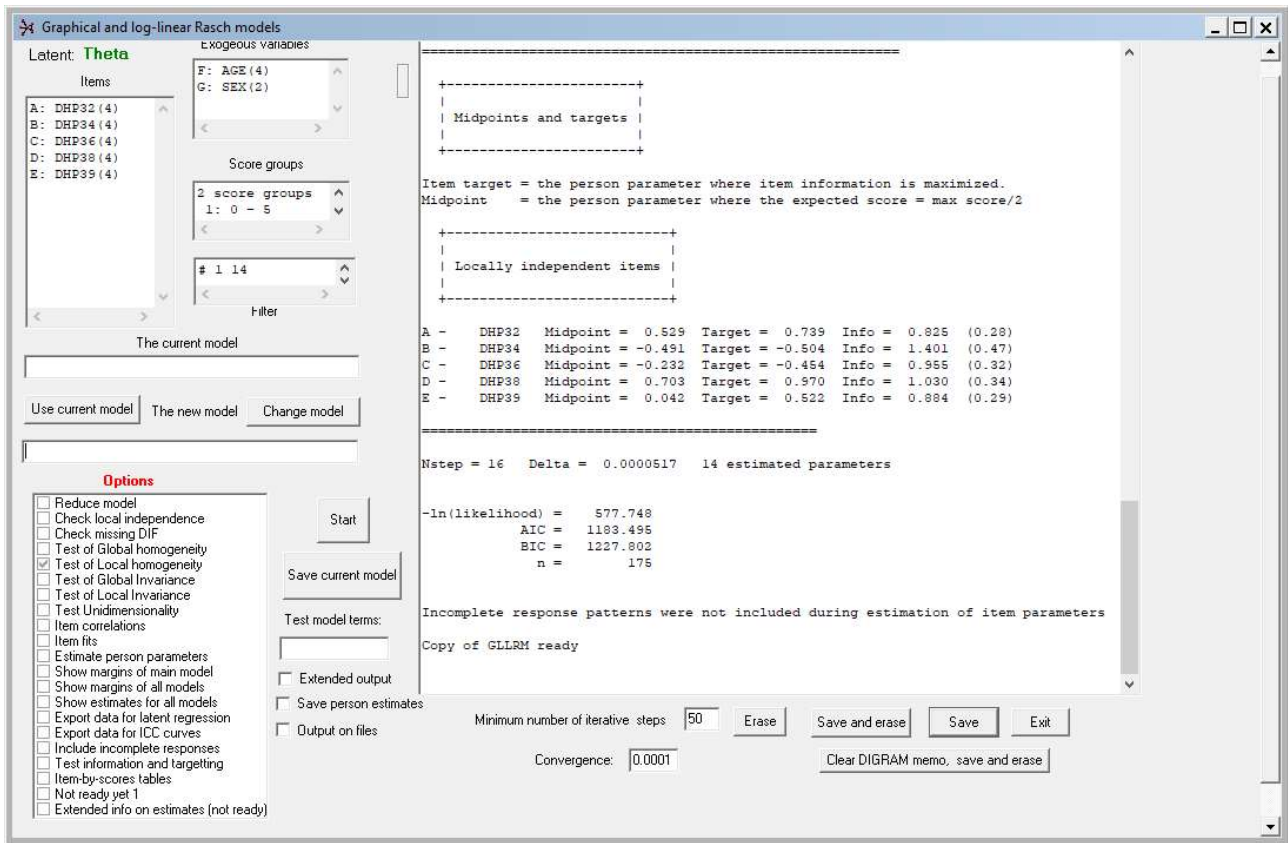 Graphical and log-linear Rasch models
Latent: Theta
Items
A: DHP32(4)
B: DHP34(4)
C: DHP36(4)
D: DHP38(4)
E: DHP39(4)
Exogeous variables
F: AGE(4)
G: SEX(2)
Score groups
2 score groups
1: 0 - 5
# 1 14
Filter
The current model
Use current model
The new model
Change model
Options
Reduce model
Check local independence
Check missing DIF
Test of Global homogeneity
Test of Local homogeneity
Test of Global Invariance
Test of Local Invariance
Test Unidimensionality
Item correlations
Item fits
Estimate person parameters
Show margins of main model
Show margins of all models
Show estimates for all models
Export data for latent regression
Export data for ICC curves
Include incomplete responses
Test information and targetting
Item-by-scores tables
Not ready yet 1
Extended info on estimates (not ready)
Start
Save current model
Test model terms:
Extended output
Save person estimates
Output on files
Midpoints and targets
Item target = the person parameter where item information is maximized.
Midpoint = the person parameter where the expected score = max score/2
Locally independent items
A - DHP32 Midpoint = 0.529 Target = 0.739 Info = 0.825 (0.28)
B - DHP34 Midpoint = -0.491 Target = -0.504 Info = 1.401 (0.47)
C - DHP36 Midpoint = -0.232 Target = -0.454 Info = 0.955 (0.32)
D - DHP38 Midpoint = 0.703 Target = 0.970 Info = 1.030 (0.34)
E - DHP39 Midpoint = 0.042 Target = 0.522 Info = 0.884 (0.29)
Nstep = 16 Delta = 0.0000517 14 estimated parameters
-ln(likelihood) = 577.748
AIC = 1183.495
BIC = 1227.802
n = 175
Incomplete response patterns were not included during estimation of item parameters
Copy of GLLRM ready
Minimum number of iterative steps 50
Erase
Save and erase
Save
Exit
Convergence: 0.0001
Clear DIGRAM memo, save and erase